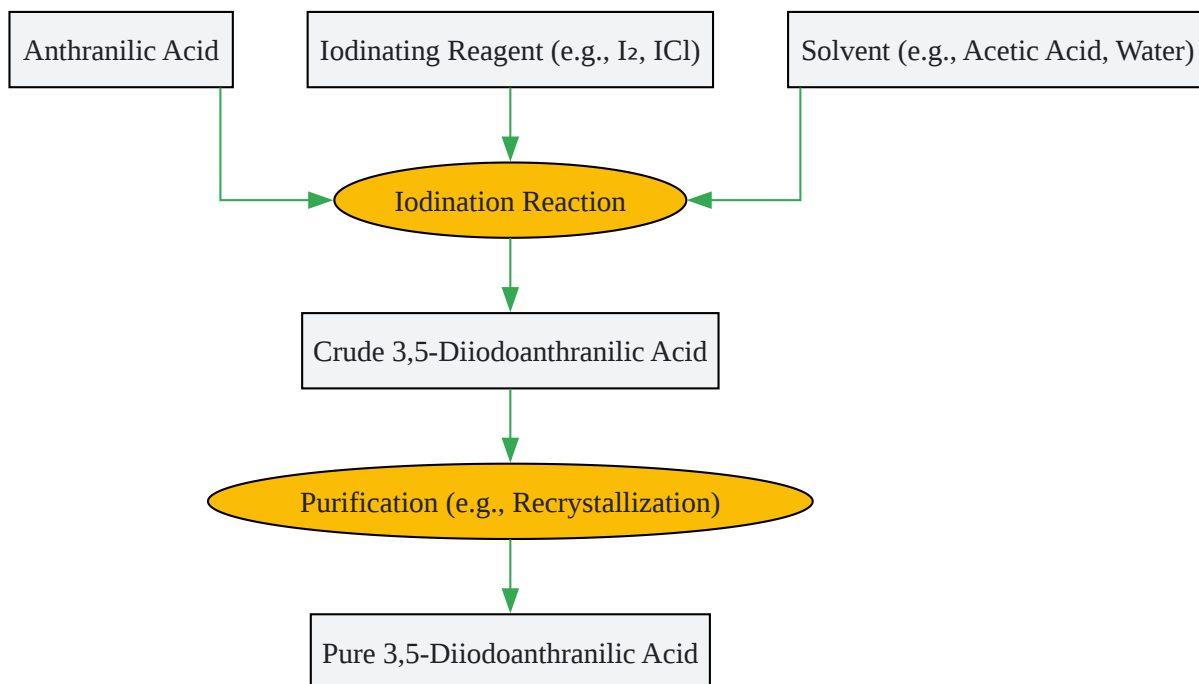 Anthranilic Acid
Iodinating Reagent (e.g., I₂, ICl)
Solvent (e.g., Acetic Acid, Water)
Iodination Reaction
Crude 3,5-Diiodoanthranilic Acid
Purification (e.g., Recrystallization)
Pure 3,5-Diiodoanthranilic Acid